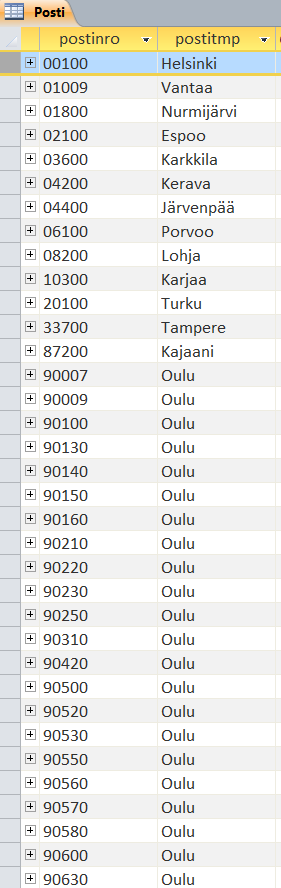 Posti
postinro postitmp
00100 Helsinki
01009 Vantaa
01800 Nurmijärvi
02100 Espoo
03600 Karkkila
04200 Kerava
04400 Järvenpää
06100 Porvoo
08200 Lohja
10300 Karjaa
20100 Turku
33700 Tampere
87200 Kajaani
90007 Oulu
90009 Oulu
90100 Oulu
90130 Oulu
90140 Oulu
90150 Oulu
90160 Oulu
90210 Oulu
90220 Oulu
90230 Oulu
90250 Oulu
90310 Oulu
90420 Oulu
90500 Oulu
90520 Oulu
90530 Oulu
90550 Oulu
90560 Oulu
90570 Oulu
90580 Oulu
90600 Oulu
90630 Oulu